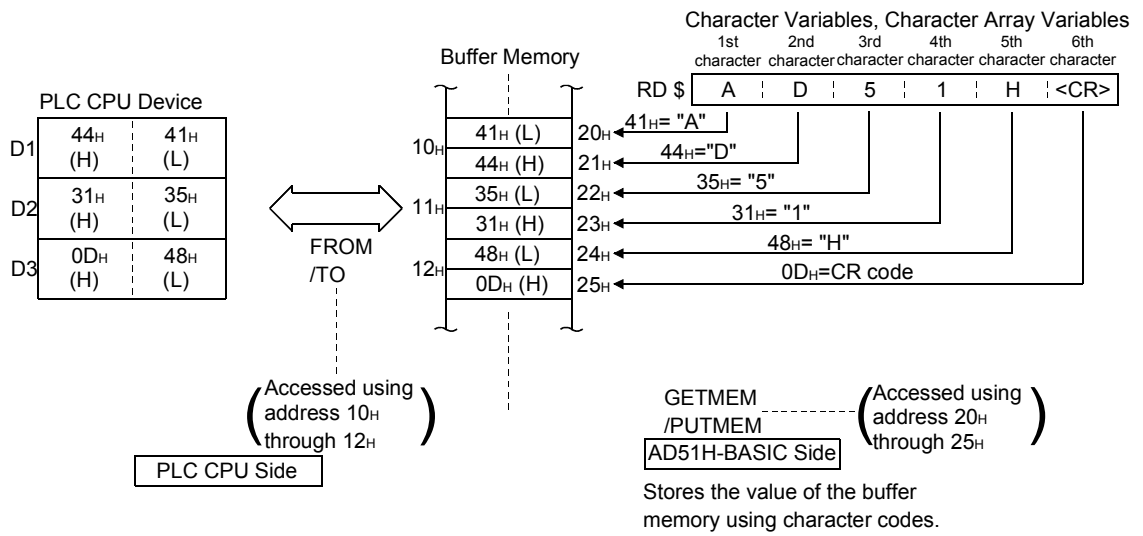 Character Variables, Character Array Variables
1st character 2nd character 3rd character 4th character 5th character 6th character
RD $ A D 5 1 H <CR>
Buffer Memory
PLC CPU Device
D1 44H (H) 41H (L)
D2 31H (H) 35H (L)
D3 0DH (H) 48H (L)
FROM
/TO
10H 41H (L) 20H 41H= "A"
44H (H) 21H 44H="D"
11H 35H (L) 22H 35H= "5"
31H (H) 23H 31H= "1"
12H 48H (L) 24H 48H= "H"
0DH (H) 25H 0DH=CR code
(Accessed using
address 10H
through 12H)
PLC CPU Side
GETMEM
/PUTMEM
(Accessed using
address 20H
through 25H)
AD51H-BASIC Side
Stores the value of the buffer
memory using character codes.